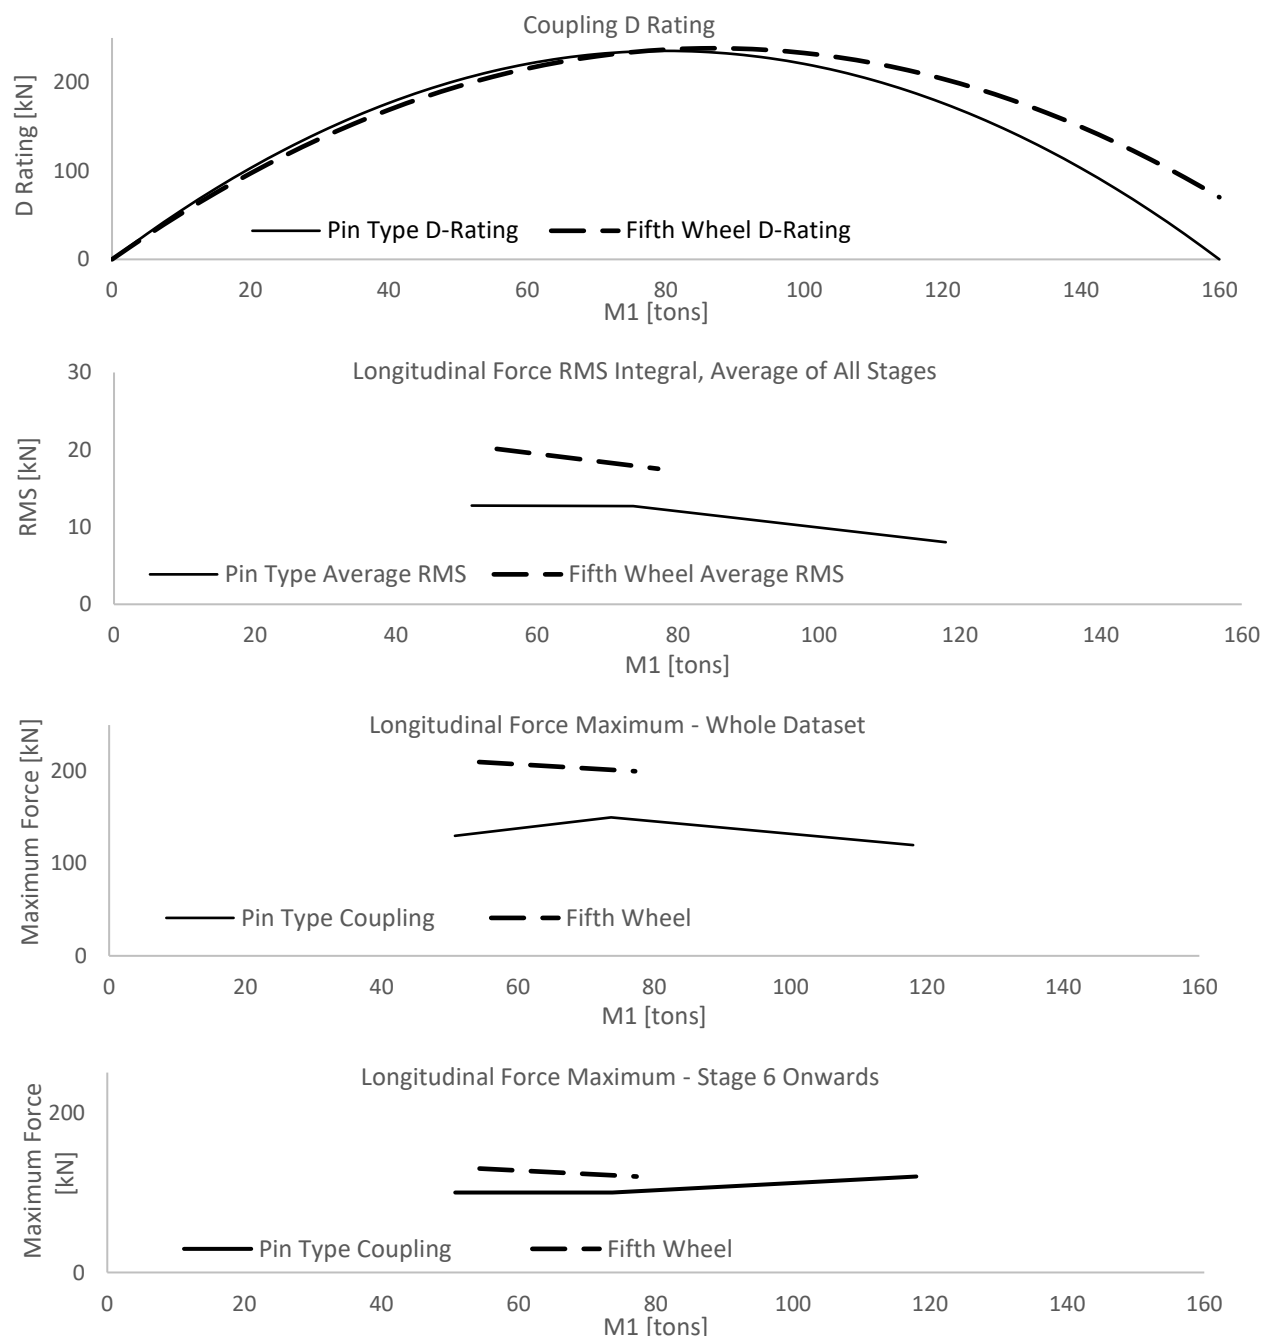 Coupling D Rating
D Rating [kN]
200
100
0
Pin Type D-Rating Fifth Wheel D-Rating
0 20 40 60 80 100 120 140 160
M1 [tons]
Longitudinal Force RMS Integral, Average of All Stages
RMS [kN]
30
20
10
0
Pin Type Average RMS Fifth Wheel Average RMS
0 20 40 60 80 100 120 140 160
M1 [tons]
Longitudinal Force Maximum - Whole Dataset
Maximum Force [kN]
200
100
0
Pin Type Coupling Fifth Wheel
0 20 40 60 80 100 120 140 160
M1 [tons]
Longitudinal Force Maximum - Stage 6 Onwards
Maximum Force
[kN]
200
0
Pin Type Coupling Fifth Wheel
0 20 40 60 80 100 120 140 160
M1 [tons]